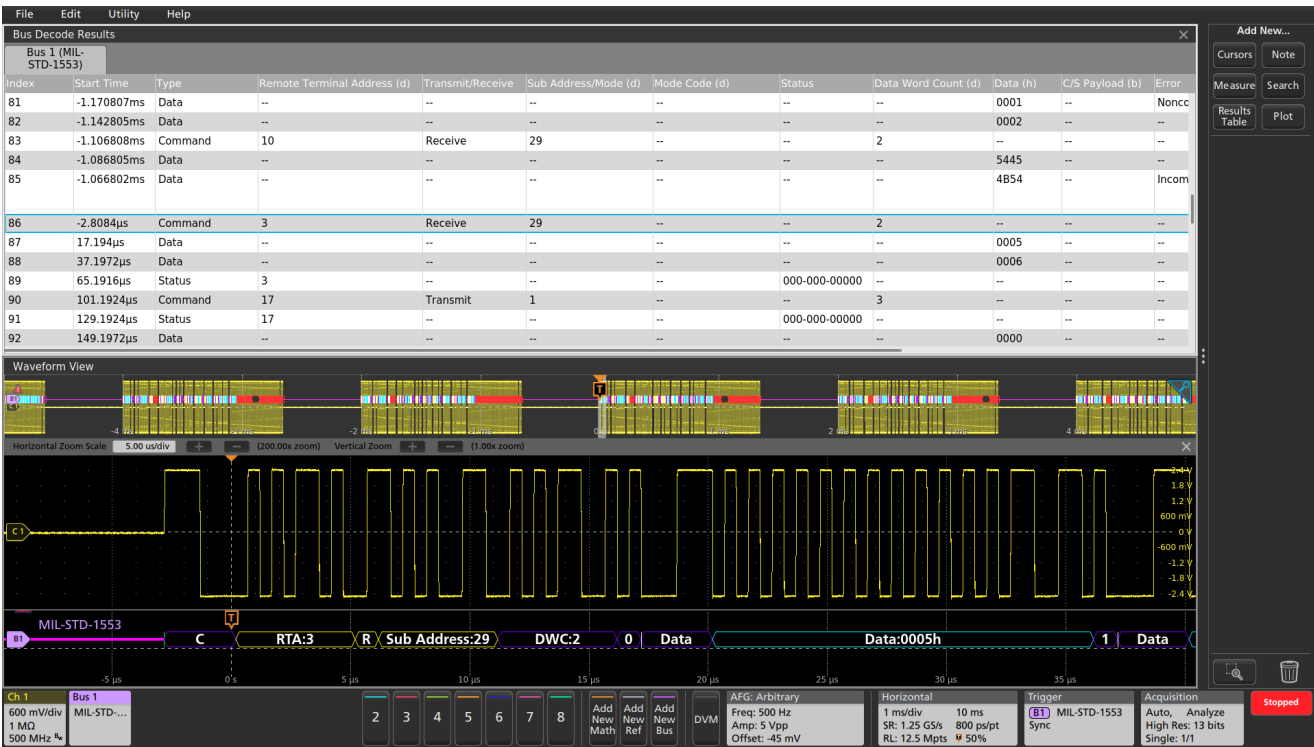 File Edit Utility Help
Bus Decode Results
Bus 1 (MIL-
STD-1553)
Index Start Time Type Remote Terminal Address (d) Transmit/Receive Sub Address/Mode (d) Mode Code (d) Status Data Word Count (d) Data (h) C/S Payload (b) Error
81 -1.170807ms Data -- -- -- -- -- -- 0001 -- Nonco
82 -1.142805ms Data -- -- -- -- -- -- 0002 -- --
83 -1.106808ms Command 10 Receive 29 -- -- 2 -- -- --
84 -1.086805ms Data -- -- -- -- -- -- 5445 -- --
85 -1.066802ms Data -- -- -- -- -- -- 4B54 -- Incom
86 -2.8084µs Command 3 Receive 29 -- -- 2 -- -- --
87 17.194µs Data -- -- -- -- -- -- 0005 -- --
88 37.1972µs Data -- -- -- -- -- -- 0006 -- --
89 65.1916µs Status 3 -- -- -- 000-000-00000 -- -- -- --
90 101.1924µs Command 17 Transmit 1 -- -- 3 -- -- --
91 129.1924µs Status 17 -- -- -- 000-000-00000 -- -- -- --
92 149.1972µs Data -- -- -- -- -- -- 0000 -- --
Add New...
Cursors Note
Measure Search
Results
Table
Plot
Waveform View
Horizontal Zoom Scale 5.00 us/div + — (200.00x zoom) Vertical Zoom + — (1.00x zoom)
2.4 V
1.8 V
1.2 V
600 mV
0 V
-600 mV
-1.2 V
-1.8 V
-2.4 V
C 1
T
MIL-STD-1553
B1 C RTA:3 R Sub Address:29 DWC:2 0 Data Data:0005h 1 Data
-5 µs 0 s 5 µs 10 µs 15 µs 20 µs 25 µs 30 µs 35 µs
Ch 1
600 mV/div
1 MΩ
500 MHz Bw
Bus 1
MIL-STD-...
2 3 4 5 6 7 8
Add
New
Math
Add
New
Ref
Add
New
Bus
DVM
AFG: Arbitrary
Freq: 500 Hz
Amp: 5 Vpp
Offset: -45 mV
Horizontal
1 ms/div 10 ms
SR: 1.25 GS/s 800 ps/pt
RL: 12.5 Mpts 50%
Trigger
B1 MIL-STD-1553
Sync
Acquisition
Auto, Analyze
High Res: 13 bits
Single: 1/1
Stopped